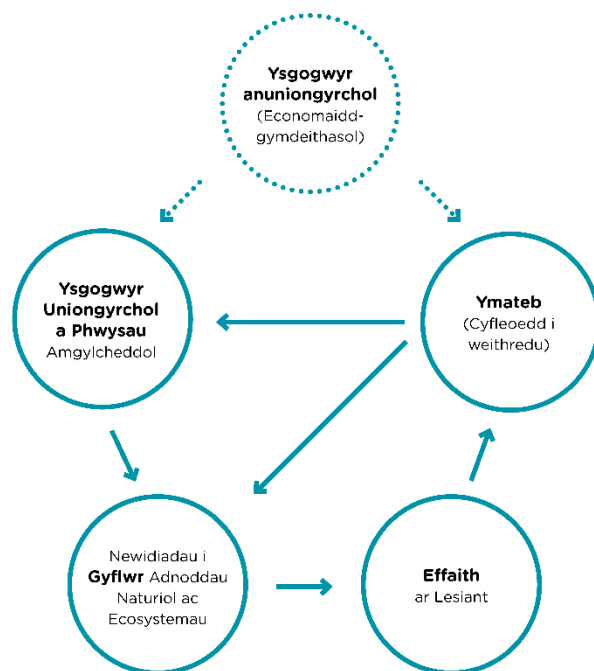 Ysgogwyr
anuniongyrchol
(Economaidd-
gymdeithasol)
Ysgogwyr
Uniongyrchol
a Phwysau
Amgylcheddol
Ymateb
(Cyfleoedd i
weithredu)
Newidiadau i
Gyflwr Adnoddau
Naturiol ac
Ecosystemau
Effaith
ar Lesiant